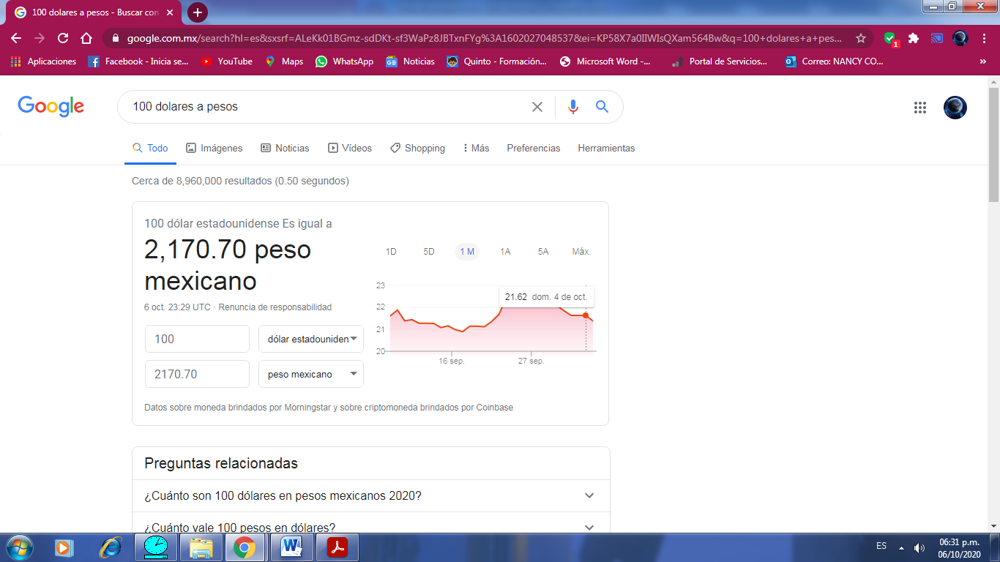 100 dolares a pesos - Buscar con
google.com.mx/search?hl=es&sxsrf=ALeKk01BGmz-sdDKt-sf3WaPz8JBTxnFYg%3A1602027048537&ei=KP58X7a0IIWIsQXam564Bw&q=100+dolares+a+pes...
1
Aplicaciones
Facebook - Inicia se...
YouTube
Maps
WhatsApp
Noticias
Quinto - Formación...
Microsoft Word -...
Portal de Servicios...
Correo: NANCY CO...
»
Google
100 dolares a pesos
Todo
Imágenes
Noticias
Vídeos
Shopping
Más
Preferencias
Herramientas
Cerca de 8,960,000 resultados (0.50 segundos)
100 dólar estadounidense Es igual a
2,170.70 peso
mexicano
6 oct. 23:29 UTC · Renuncia de responsabilidad
100
dólar estadouniden
2170.70
peso mexicano
1D
5D
1 M
1A
5A
Máx.
23
22
21
20
21.62 dom. 4 de oct.
16 sep.
27 sep.
Datos sobre moneda brindados por Morningstar y sobre criptomoneda brindados por Coinbase
Preguntas relacionadas
¿Cuánto son 100 dólares en pesos mexicanos 2020?
¿Cuánto vale 100 pesos en dólares?
ES
06:31 p.m.
06/10/2020